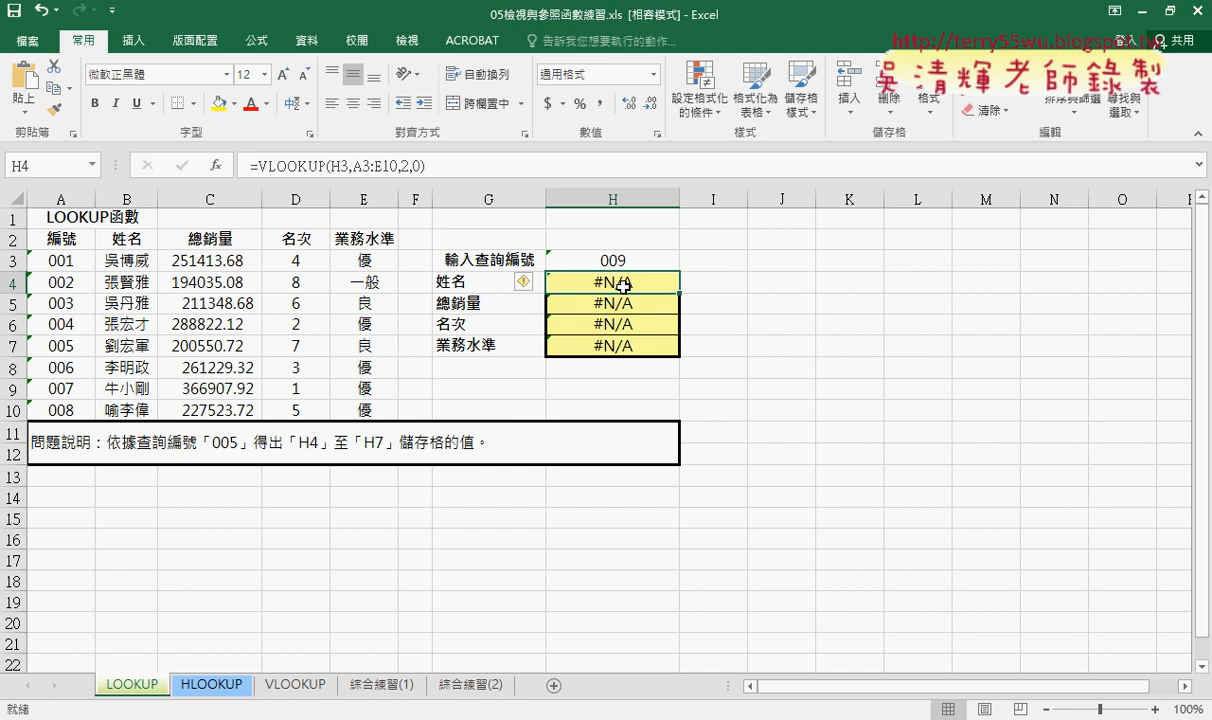 05檢視與參照函數練習.xls [相容模式] - Excel
檔案 常用 插入 版面配置 公式 資料 校閱 檢視 ACROBAT 告訴我您想要執行的動作... 登入 共用
http://terry55wu.blogspot.tw
吳清輝老師錄製
貼上 微軟正黑體 12 自動換列 通用格式 設定格式化的條件 格式化為表格 儲存格樣式 插入 刪除 格式 清除 排序與篩選 尋找與選取
B I U 跨欄置中 $ % ,
剪貼簿 字型 對齊方式 數值 樣式 儲存格 編輯
H4 fx =VLOOKUP(H3,A3:E10,2,0)
A B C D E F G H I J K L M N O
1 LOOKUP函數
2 編號 姓名 總銷量 名次 業務水準
3 001 吳博威 251413.68 4 優 輸入查詢編號 009
4 002 張賢雅 194035.08 8 一般 姓名 #N/A
5 003 吳丹雅 211348.68 6 良 總銷量 #N/A
6 004 張宏才 288822.12 2 優 名次 #N/A
7 005 劉宏軍 200550.72 7 良 業務水準 #N/A
8 006 李明政 261229.32 3 優
9 007 牛小剛 366907.92 1 優
10 008 喻李偉 227523.72 5 優
11 問題說明：依據查詢編號「005」得出「H4」至「H7」儲存格的值。
12
13
14
15
16
17
18
19
20
21
22
LOOKUP HLOOKUP VLOOKUP 綜合練習(1) 綜合練習(2)
就緒 100%